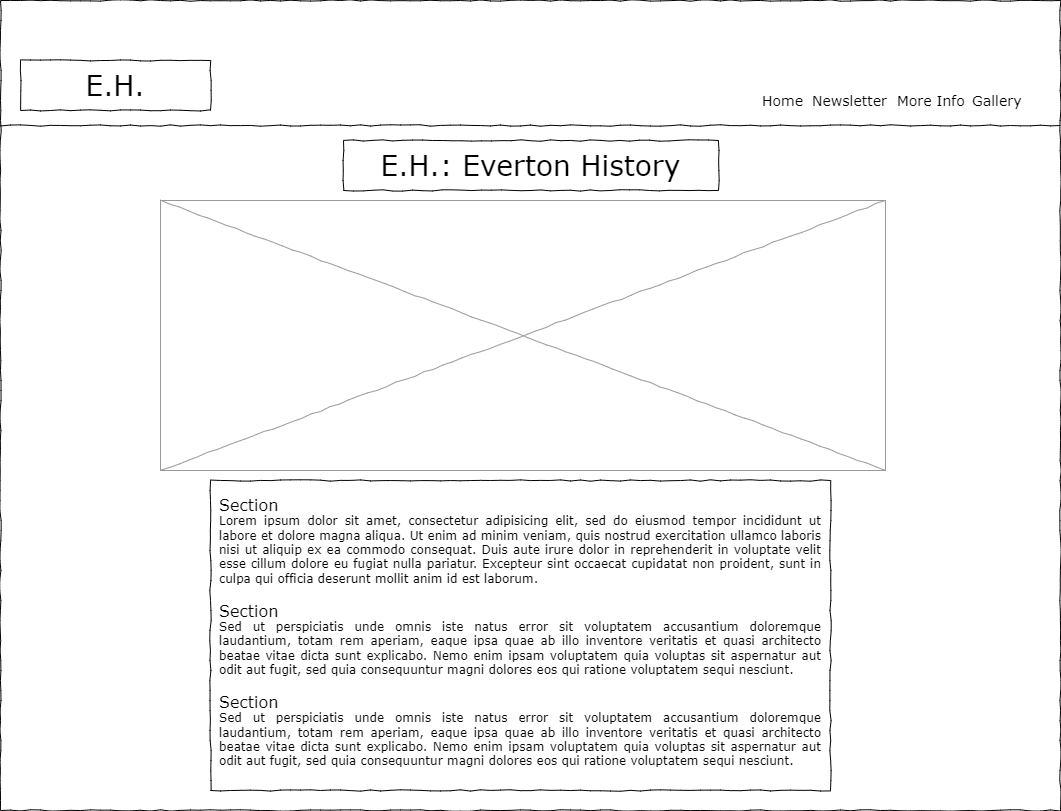 E.H.
Home Newsletter More Info Gallery
E.H.: Everton History
Section
Lorem ipsum dolor sit amet, consectetur adipisicing elit, sed do eiusmod tempor incididunt ut
labore et dolore magna aliqua. Ut enim ad minim veniam, quis nostrud exercitation ullamco laboris
nisi ut aliquip ex ea commodo consequat. Duis aute irure dolor in reprehenderit in voluptate velit
esse cillum dolore eu fugiat nulla pariatur. Excepteur sint occaecat cupidatat non proident, sunt in
culpa qui officia deserunt mollit anim id est laborum.
Section
Sed ut perspiciatis unde omnis iste natus error sit voluptatem accusantium doloremque
laudantium, totam rem aperiam, eaque ipsa quae ab illo inventore veritatis et quasi architecto
beatae vitae dicta sunt explicabo. Nemo enim ipsam voluptatem quia voluptas sit aspernatur aut
odit aut fugit, sed quia consequuntur magni dolores eos qui ratione voluptatem sequi nesciunt.
Section
Sed ut perspiciatis unde omnis iste natus error sit voluptatem accusantium doloremque
laudantium, totam rem aperiam, eaque ipsa quae ab illo inventore veritatis et quasi architecto
beatae vitae dicta sunt explicabo. Nemo enim ipsam voluptatem quia voluptas sit aspernatur aut
odit aut fugit, sed quia consequuntur magni dolores eos qui ratione voluptatem sequi nesciunt.